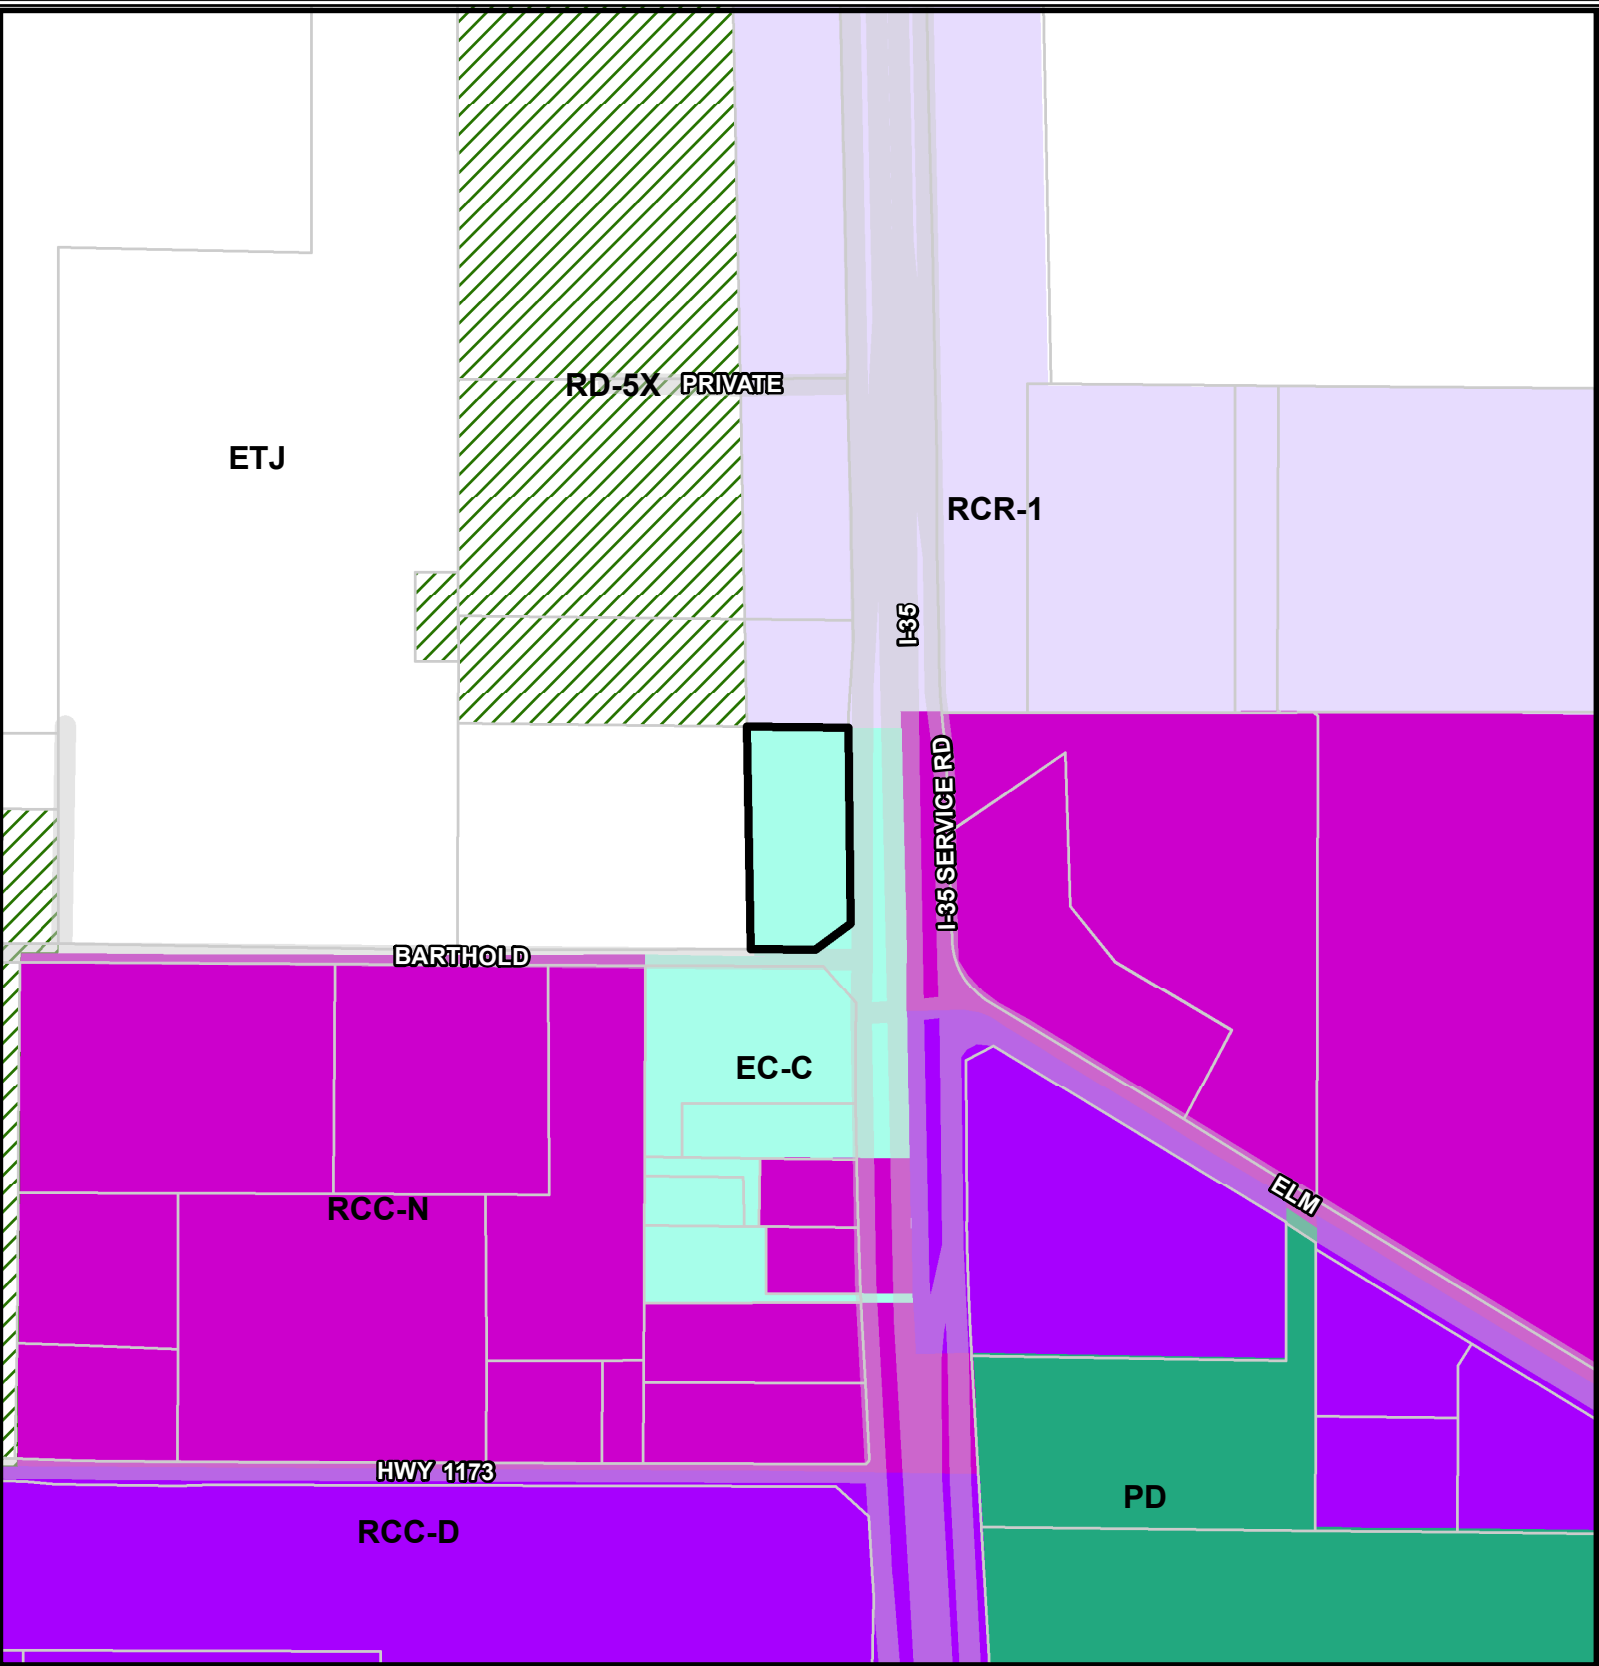 RD-5X
PRIVATE
ETJ
RCR-1
I-35
I-35 SERVICE RD
BARTHOLD
EC-C
ELM
RCC-N
HWY 1173
PD
RCC-D